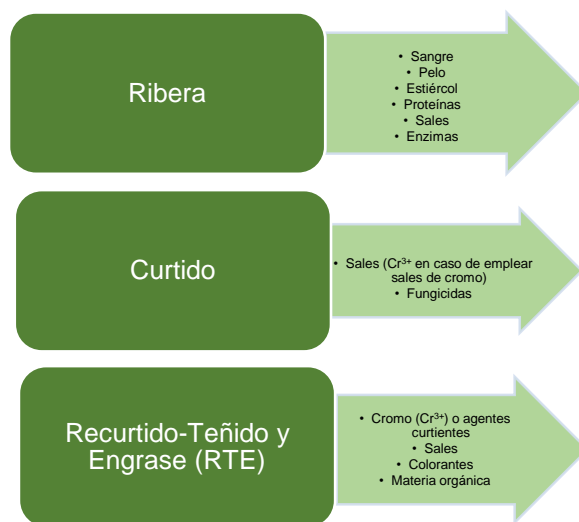 Ribera
• Sangre
• Pelo
• Estiércol
• Proteínas
• Sales
• Enzimas
Curtido
• Sales (Cr³⁺ en caso de emplear
sales de cromo)
• Fungicidas
Recurtido-Teñido y
Engrase (RTE)
• Cromo (Cr³⁺) o agentes
curtientes
• Sales
• Colorantes
• Materia orgánica